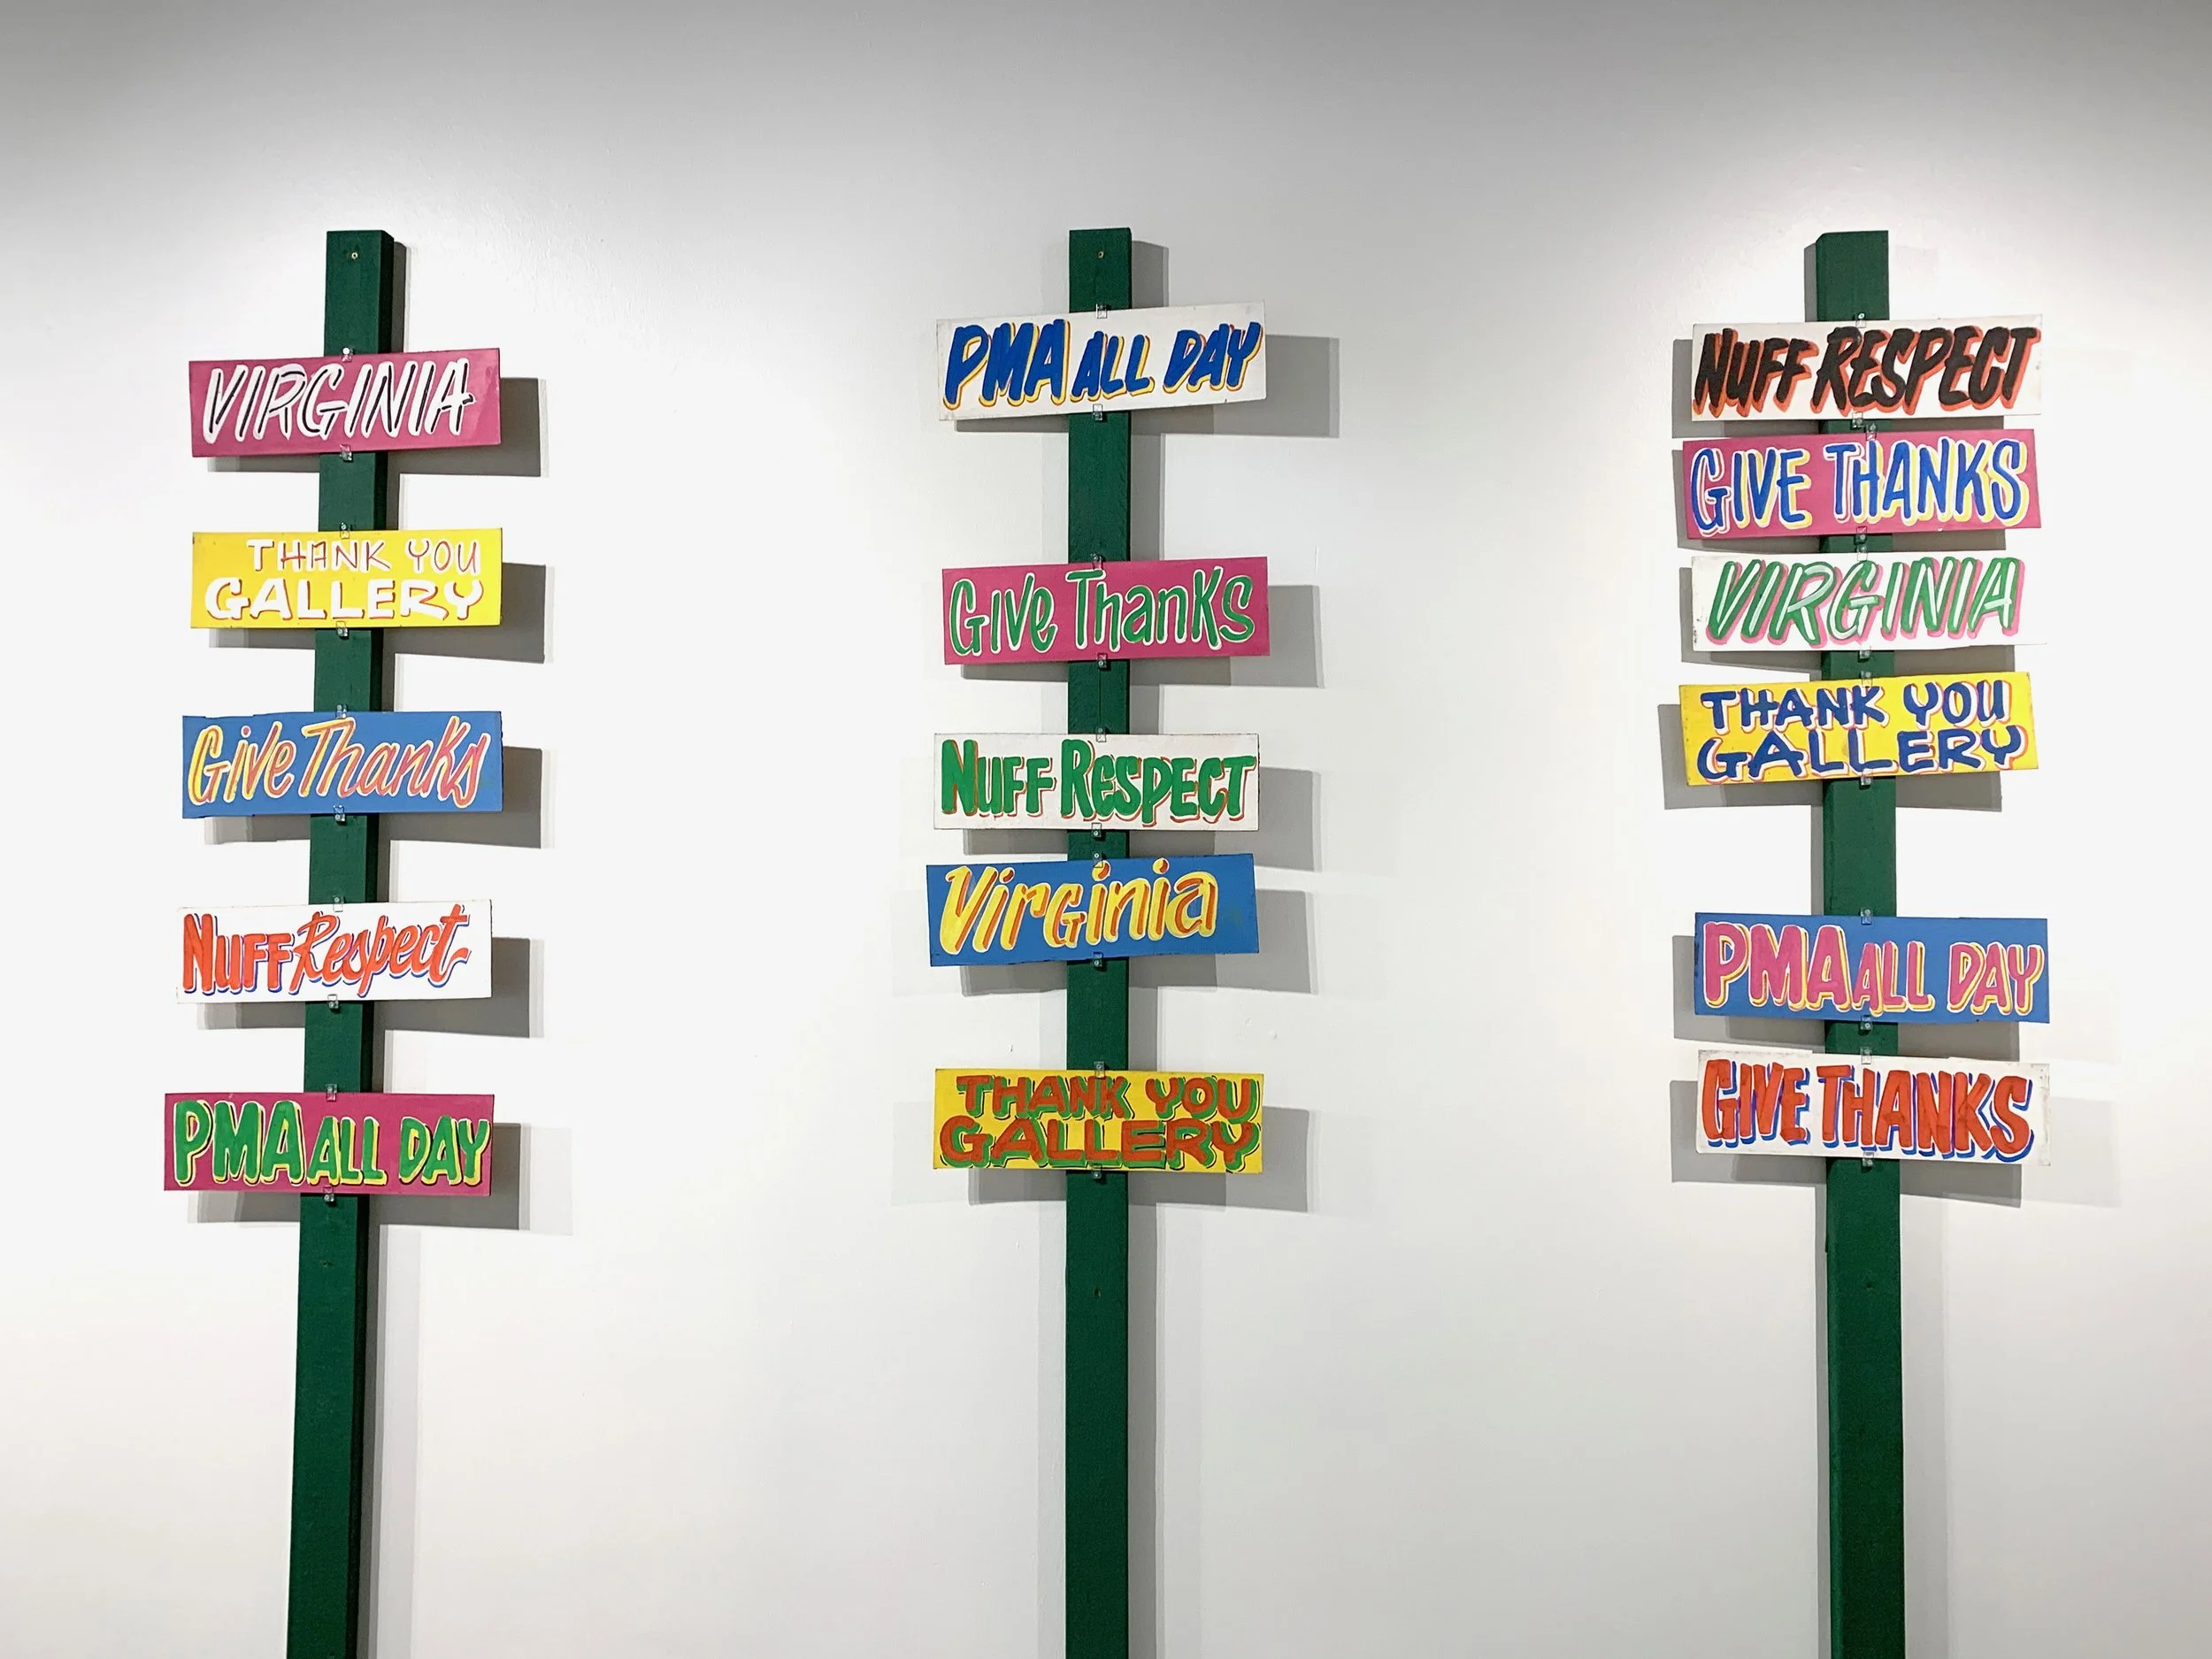 VIRGINIA
THANK YOU
GALLERY
Give Thanks
NUFF Respect
PMA ALL DAY
PMA ALL DAY
Give Thanks
NUFF RESPECT
Virginia
THANK YOU
GALLERY
NUFF RESPECT
GIVE THANKS
VIRGINIA
THANK YOU
GALLERY
PMA ALL DAY
GIVE THANKS